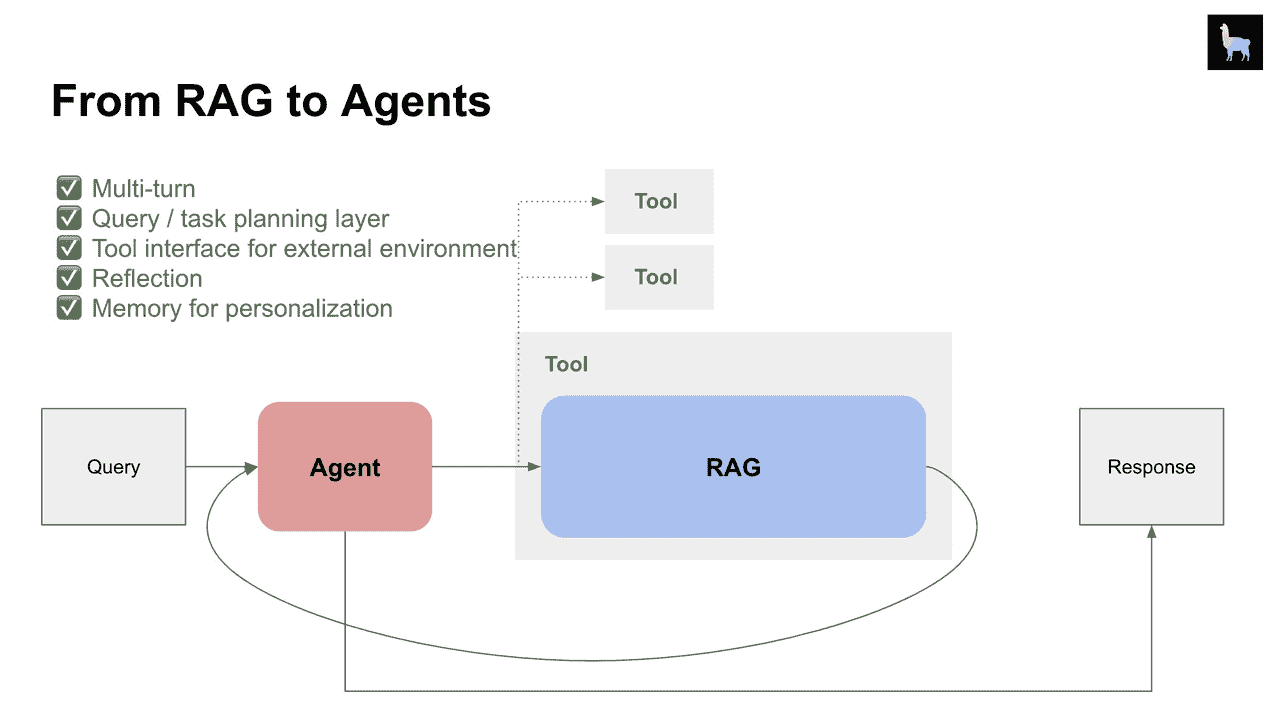 From RAG to Agents
✅ Multi-turn
✅ Query / task planning layer
✅ Tool interface for external environment
✅ Reflection
✅ Memory for personalization
Tool
Tool
Tool
Query
Agent
RAG
Response